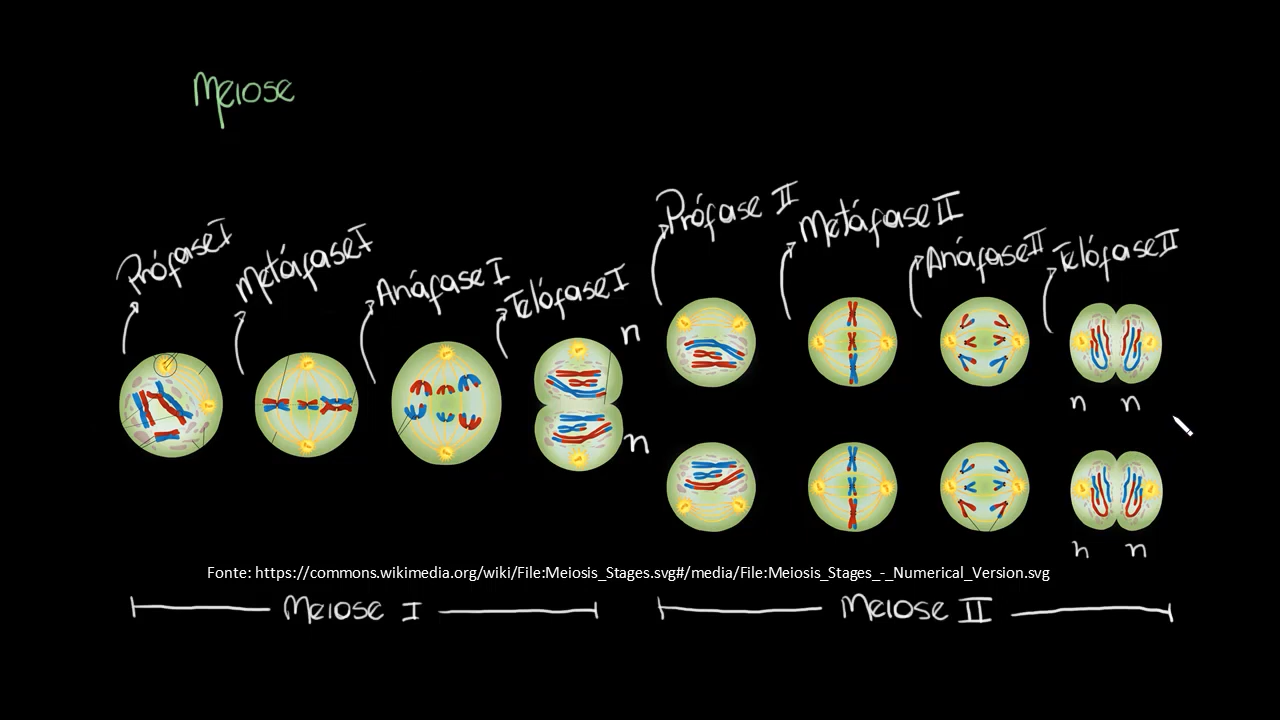 Meiose
Prófase I
Metáfase I
Anáfase I
Telófase I
Prófase II
Metáfase II
Anáfase II
Telófase II
n
n
n n
n n
Fonte: https://commons.wikimedia.org/wiki/File:Meiosis_Stages.svg#/media/File:Meiosis_Stages_-_Numerical_Version.svg
Meiose I
Meiose II